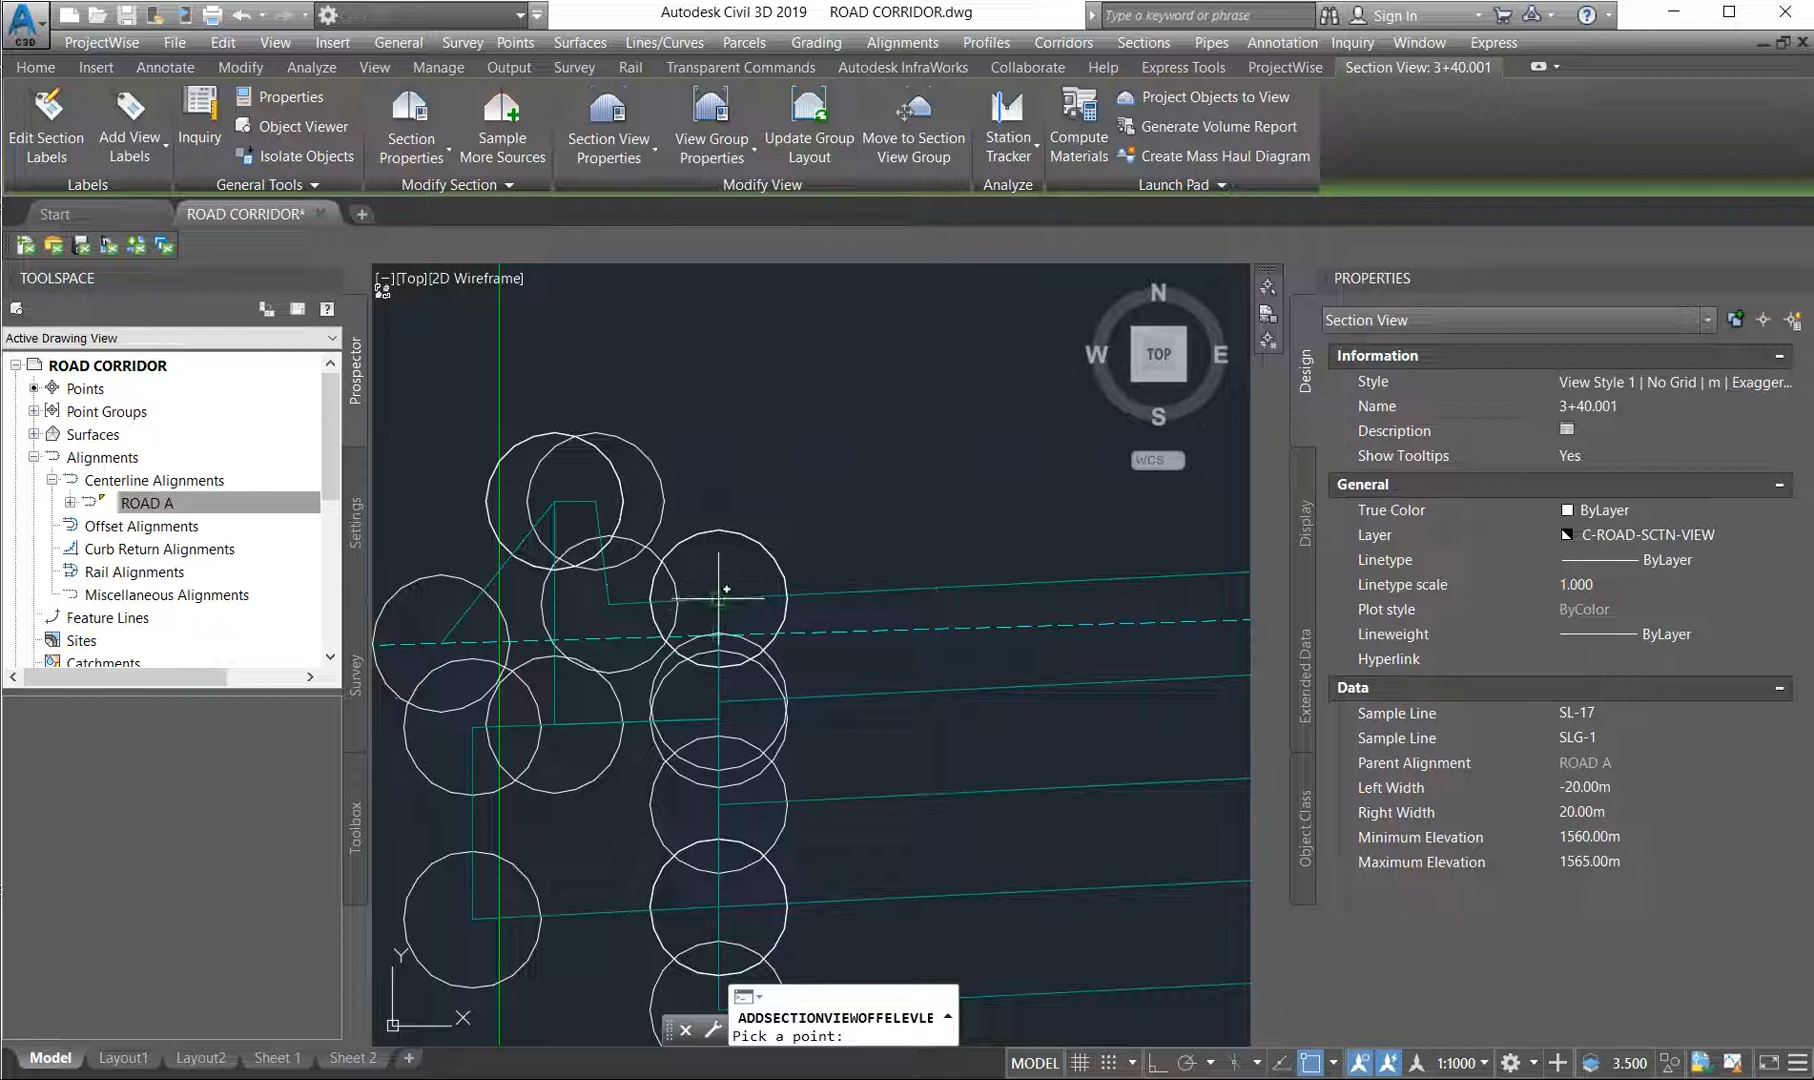 A
C3D
Autodesk Civil 3D 2019 ROAD CORRIDOR.dwg
Type a keyword or phrase
Sign In
ProjectWise File Edit View Insert General Survey Points Surfaces Lines/Curves Parcels Grading Alignments Profiles Corridors Sections Pipes Annotation Inquiry Window Express
Home Insert Annotate Modify Analyze View Manage Output Survey Rail Transparent Commands Autodesk InfraWorks Collaborate Help Express Tools ProjectWise Section View: 3+40.001
Edit Section Labels
Add View Labels
Inquiry
Properties
Object Viewer
Isolate Objects
Section Properties
Sample More Sources
Section View Properties
View Group Properties
Update Group Layout
Move to Section View Group
Station Tracker
Compute Materials
Project Objects to View
Generate Volume Report
Create Mass Haul Diagram
Labels General Tools Modify Section Modify View Analyze Launch Pad
Start ROAD CORRIDOR*
TOOLSPACE
Active Drawing View
ROAD CORRIDOR
Points
Point Groups
Surfaces
Alignments
Centerline Alignments
ROAD A
Offset Alignments
Curb Return Alignments
Rail Alignments
Miscellaneous Alignments
Feature Lines
Sites
Catchments
Prospector
Settings
Survey
Toolbox
[−][Top][2D Wireframe]
N
W TOP E
S
WCS
Y
X
ADDSECTIONVIEWOFFELEVLE
Pick a point:
Design
Display
Extended Data
Object Class
PROPERTIES
Section View
Information
Style View Style 1 | No Grid | m | Exagger...
Name 3+40.001
Description
Show Tooltips Yes
General
True Color ByLayer
Layer C-ROAD-SCTN-VIEW
Linetype ByLayer
Linetype scale 1.000
Plot style ByColor
Lineweight ByLayer
Hyperlink
Data
Sample Line SL-17
Sample Line SLG-1
Parent Alignment ROAD A
Left Width -20.00m
Right Width 20.00m
Minimum Elevation 1560.00m
Maximum Elevation 1565.00m
Model Layout1 Layout2 Sheet 1 Sheet 2 +
MODEL 1:1000 3.500